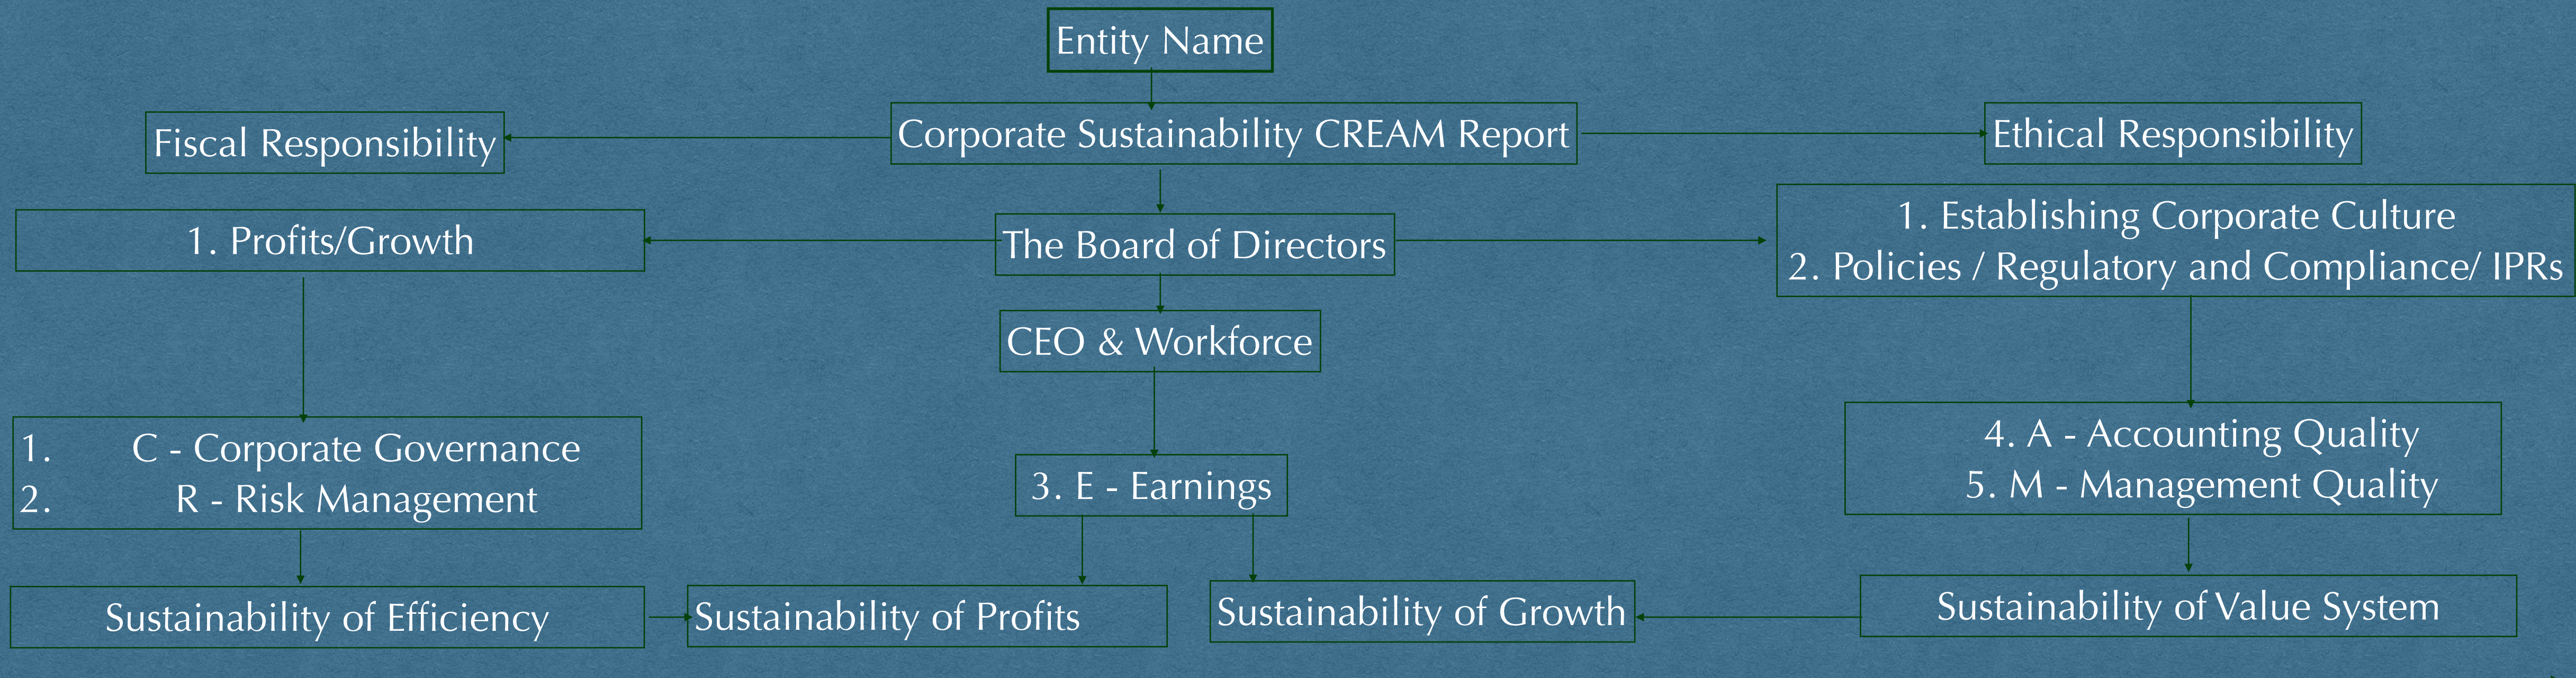 Entity Name
Fiscal Responsibility
Corporate Sustainability CREAM Report
Ethical Responsibility
1. Profits/Growth
The Board of Directors
1. Establishing Corporate Culture
2. Policies / Regulatory and Compliance/ IPRs
CEO & Workforce
1. C - Corporate Governance
2. R - Risk Management
3. E - Earnings
4. A - Accounting Quality
5. M - Management Quality
Sustainability of Efficiency
Sustainability of Profits
Sustainability of Growth
Sustainability of Value System